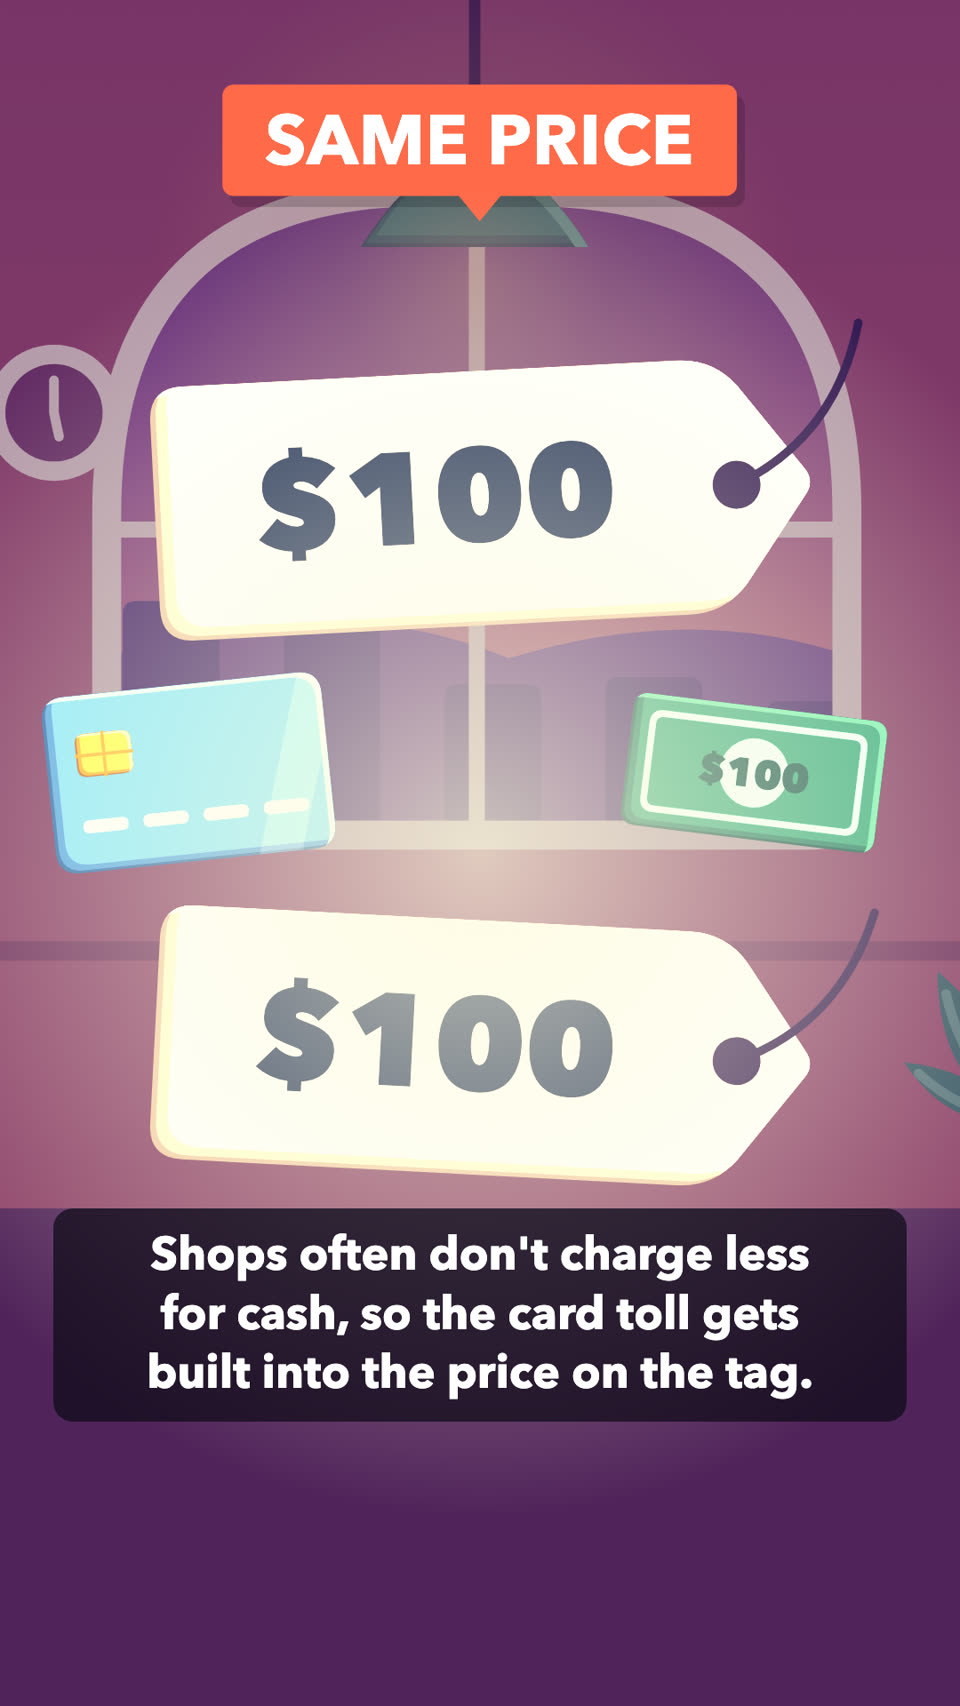 SAME PRICE
$100
$100
$100
Shops often don't charge less
for cash, so the card toll gets
built into the price on the tag.